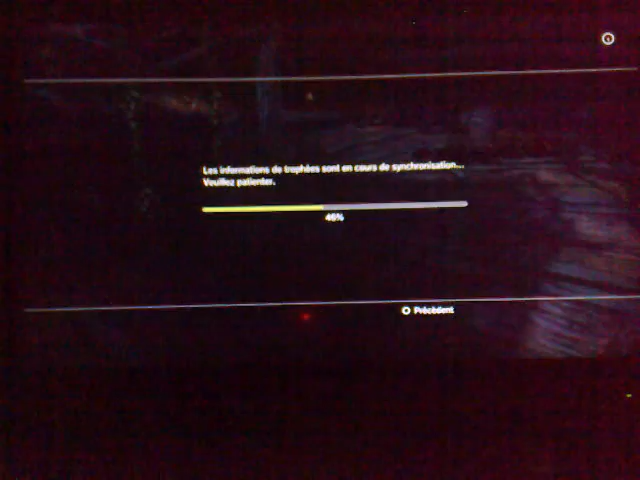 Les informations de trophées sont en cours de synchronisation...
Veuillez patienter.
46%
Précédent